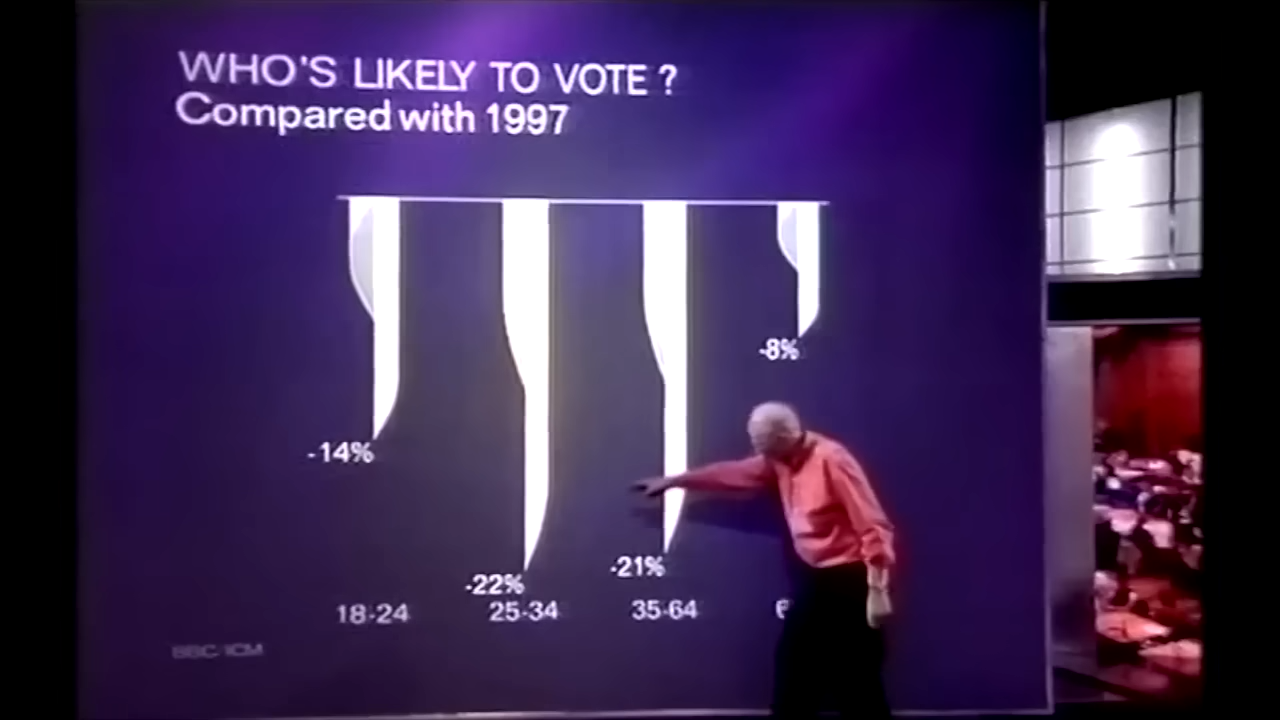 WHO'S LIKELY TO VOTE ?
Compared with 1997
-8%
-14%
-21%
-22%
18-24 25-34 35-64 6
BBC/ICM